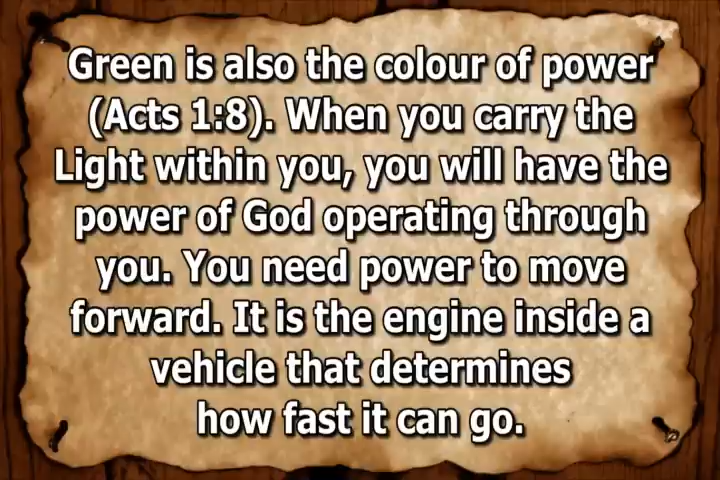 Green is also the colour of power
(Acts 1:8). When you carry the
Light within you, you will have the
power of God operating through
you. You need power to move
forward. It is the engine inside a
vehicle that determines
how fast it can go.